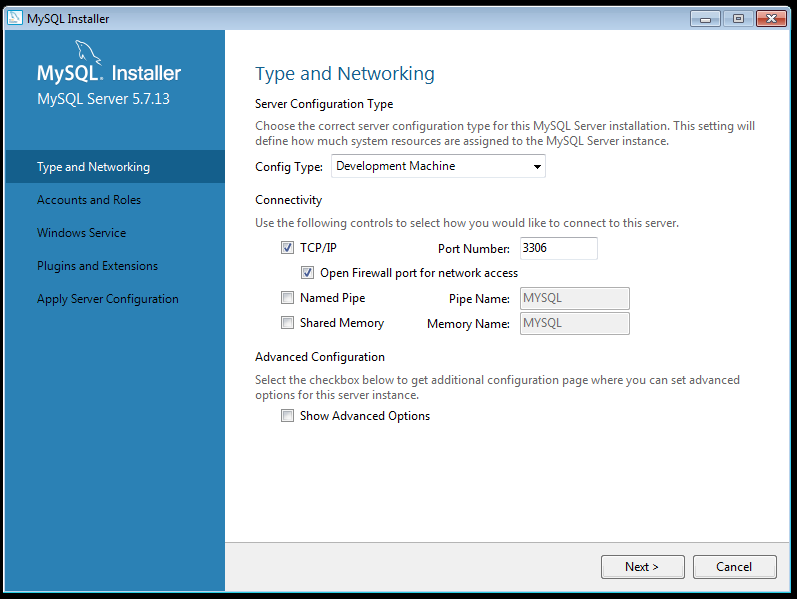 MySQL Installer
MySQL. Installer
MySQL Server 5.7.13
Type and Networking
Accounts and Roles
Windows Service
Plugins and Extensions
Apply Server Configuration
Type and Networking
Server Configuration Type
Choose the correct server configuration type for this MySQL Server installation. This setting will
define how much system resources are assigned to the MySQL Server instance.
Config Type: Development Machine
Connectivity
Use the following controls to select how you would like to connect to this server.
TCP/IP Port Number: 3306
Open Firewall port for network access
Named Pipe Pipe Name: MYSQL
Shared Memory Memory Name: MYSQL
Advanced Configuration
Select the checkbox below to get additional configuration page where you can set advanced
options for this server instance.
Show Advanced Options
Next > Cancel